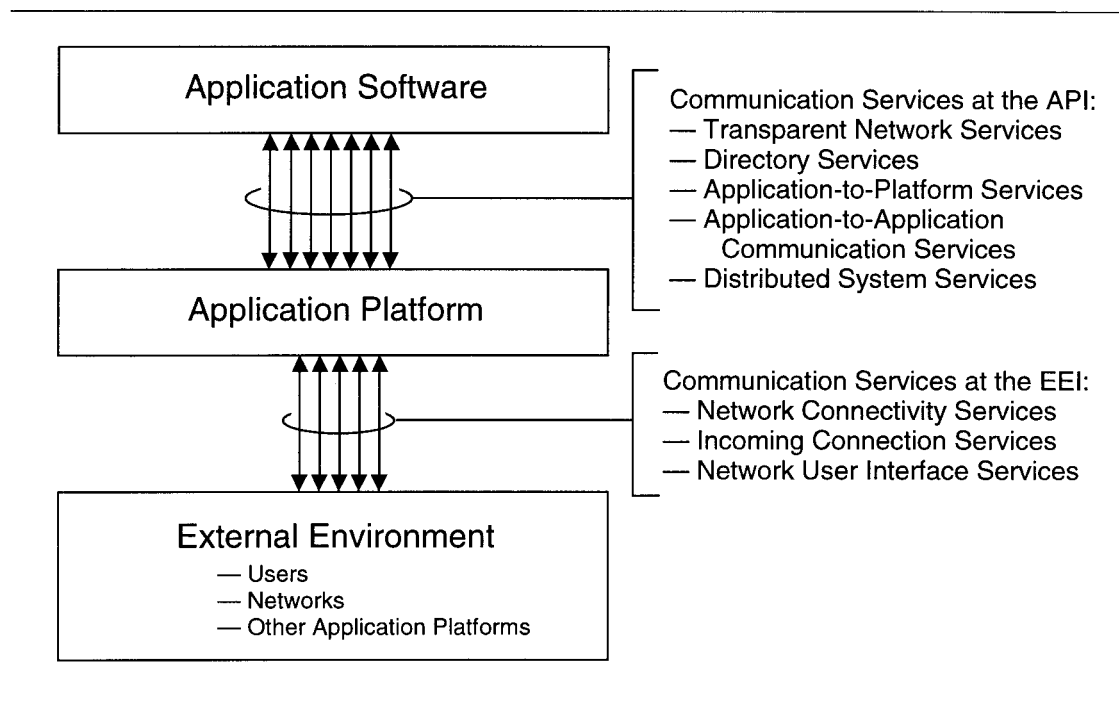 Application Software
Communication Services at the API:
— Transparent Network Services
— Directory Services
— Application-to-Platform Services
— Application-to-Application
Communication Services
— Distributed System Services
Application Platform
Communication Services at the EEI:
— Network Connectivity Services
— Incoming Connection Services
— Network User Interface Services
External Environment
— Users
— Networks
— Other Application Platforms